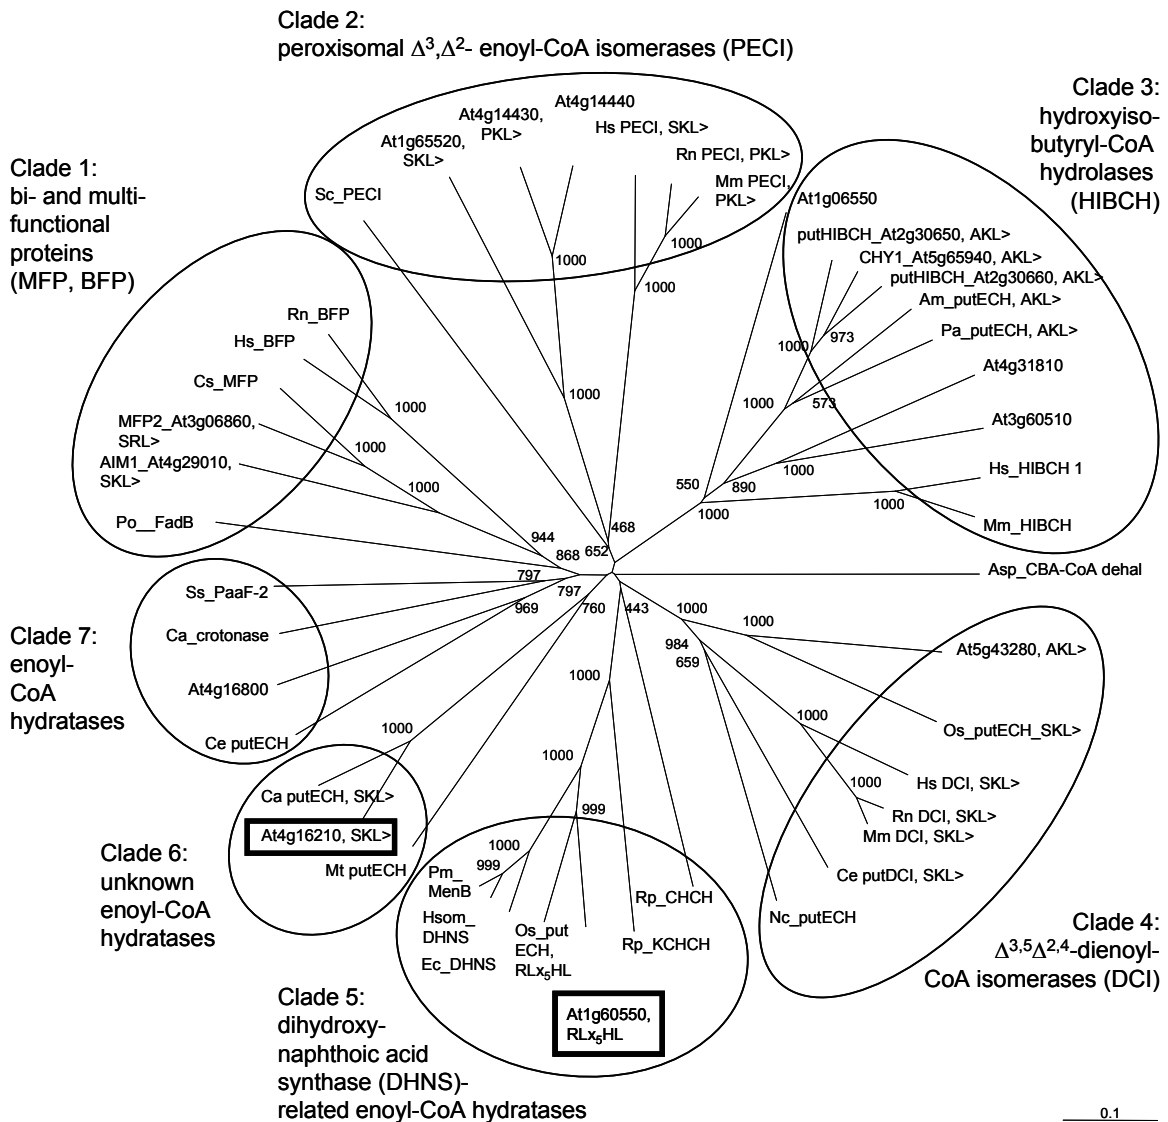 Clade 2:
peroxisomal Δ³,Δ²- enoyl-CoA isomerases (PECI)
Clade 3:
hydroxyiso-
butyryl-CoA
hydrolases
(HIBCH)
Clade 1:
bi- and multi-
functional
proteins
(MFP, BFP)
Sc_PECI
At1g65520,
SKL>
At4g14430,
PKL>
At4g14440
Hs PECI, SKL>
Rn PECI, PKL>
Mm PECI,
PKL>
1000
1000
1000
1000
At1g06550
putHIBCH_At2g30650, AKL>
CHY1_At5g65940, AKL>
putHIBCH_At2g30660, AKL>
Am_putECH, AKL>
Pa_putECH, AKL>
At4g31810
At3g60510
Hs_HIBCH 1
Mm_HIBCH
973
1000
573
1000
1000
550
890
1000
1000
Rn_BFP
Hs_BFP
Cs_MFP
MFP2_At3g06860,
SRL>
AIM1_At4g29010,
SKL>
Po__FadB
1000
1000
1000
944
868
652
468
Asp_CBA-CoA dehal
797
797
969
760
443
Clade 7:
enoyl-
CoA
hydratases
Ss_PaaF-2
Ca_crotonase
At4g16800
Ce putECH
1000
1000
984
659
1000
At5g43280, AKL>
Os_putECH_SKL>
Hs DCI, SKL>
Rn DCI, SKL>
Mm DCI, SKL>
Ce putDCI, SKL>
Nc_putECH
1000
1000
Clade 4:
Δ³,⁵Δ²,⁴-dienoyl-
CoA isomerases (DCI)
1000
Ca putECH, SKL>
At4g16210, SKL>
Mt putECH
Clade 6:
unknown
enoyl-CoA
hydratases
1000
999
1000
999
Pm_
MenB
Hsom_
DHNS
Ec_DHNS
Os_put
ECH,
RLx₅HL
Rp_CHCH
Rp_KCHCH
At1g60550,
RLx₅HL
Clade 5:
dihydroxy-
naphthoic acid
synthase (DHNS)-
related enoyl-CoA hydratases
0.1